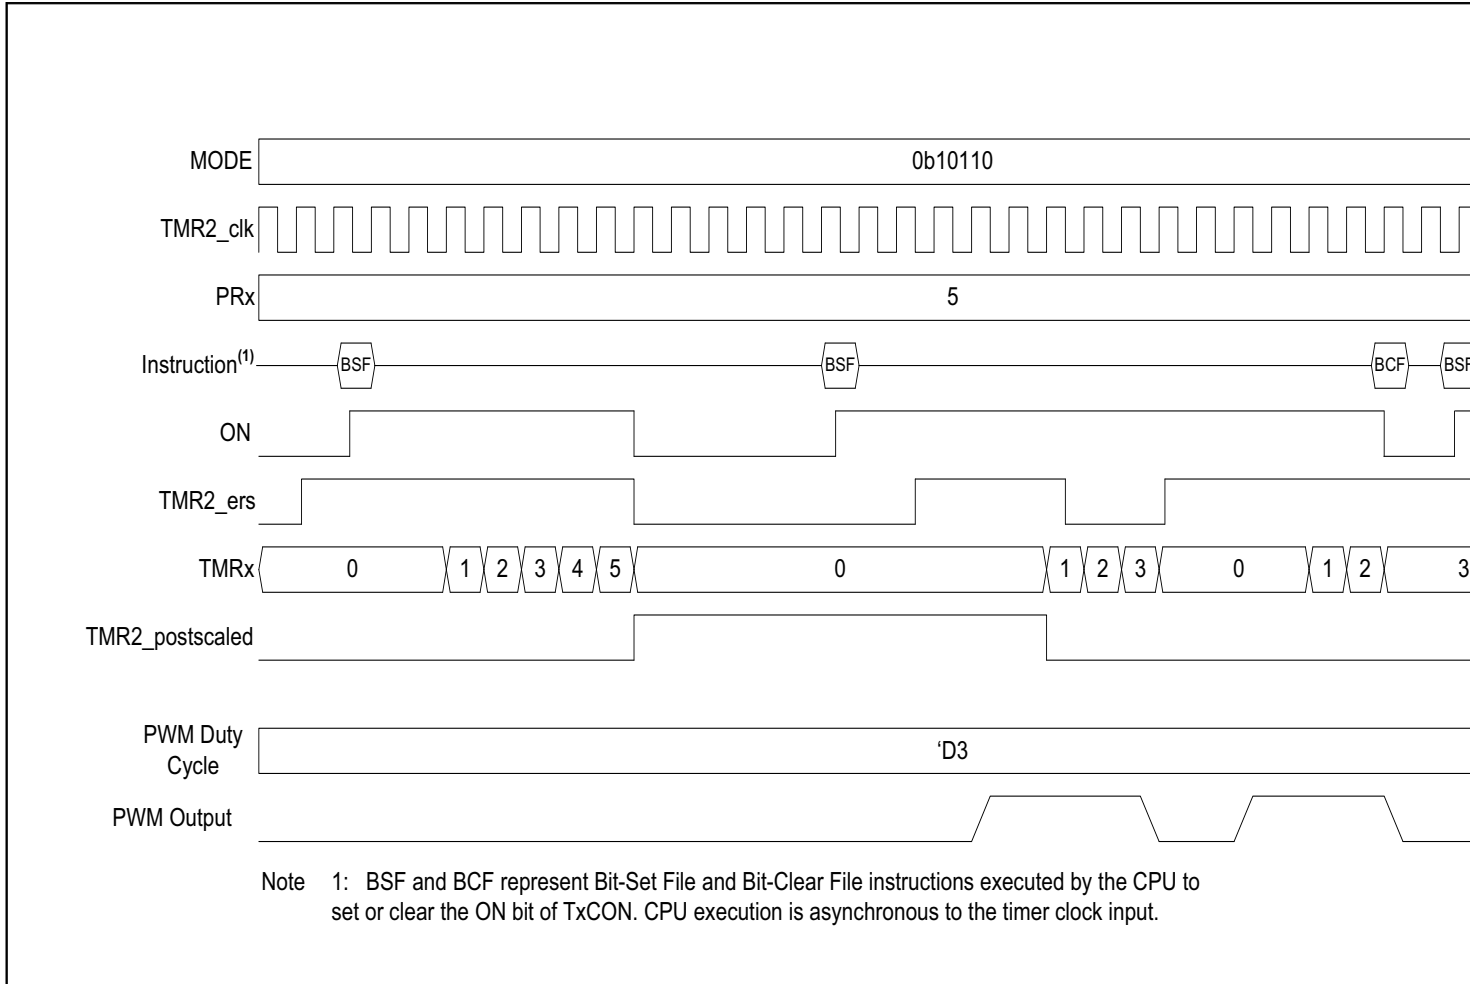 MODE 0b10110
TMR2_clk
PRx 5
Instruction(1) BSF BSF BCF BSF
ON
TMR2_ers
TMRx 0 1 2 3 4 5 0 1 2 3 0 1 2 3
TMR2_postscaled
PWM Duty
Cycle
‘D3
PWM Output
Note 1: BSF and BCF represent Bit-Set File and Bit-Clear File instructions executed by the CPU to
set or clear the ON bit of TxCON. CPU execution is asynchronous to the timer clock input.